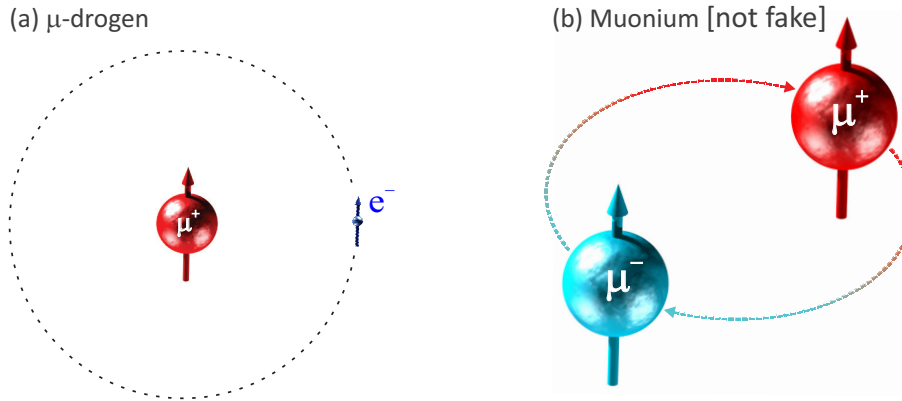 (a) μ-drogen
(b) Muonium [not fake]
μ⁺
e⁻
μ⁺
μ⁻